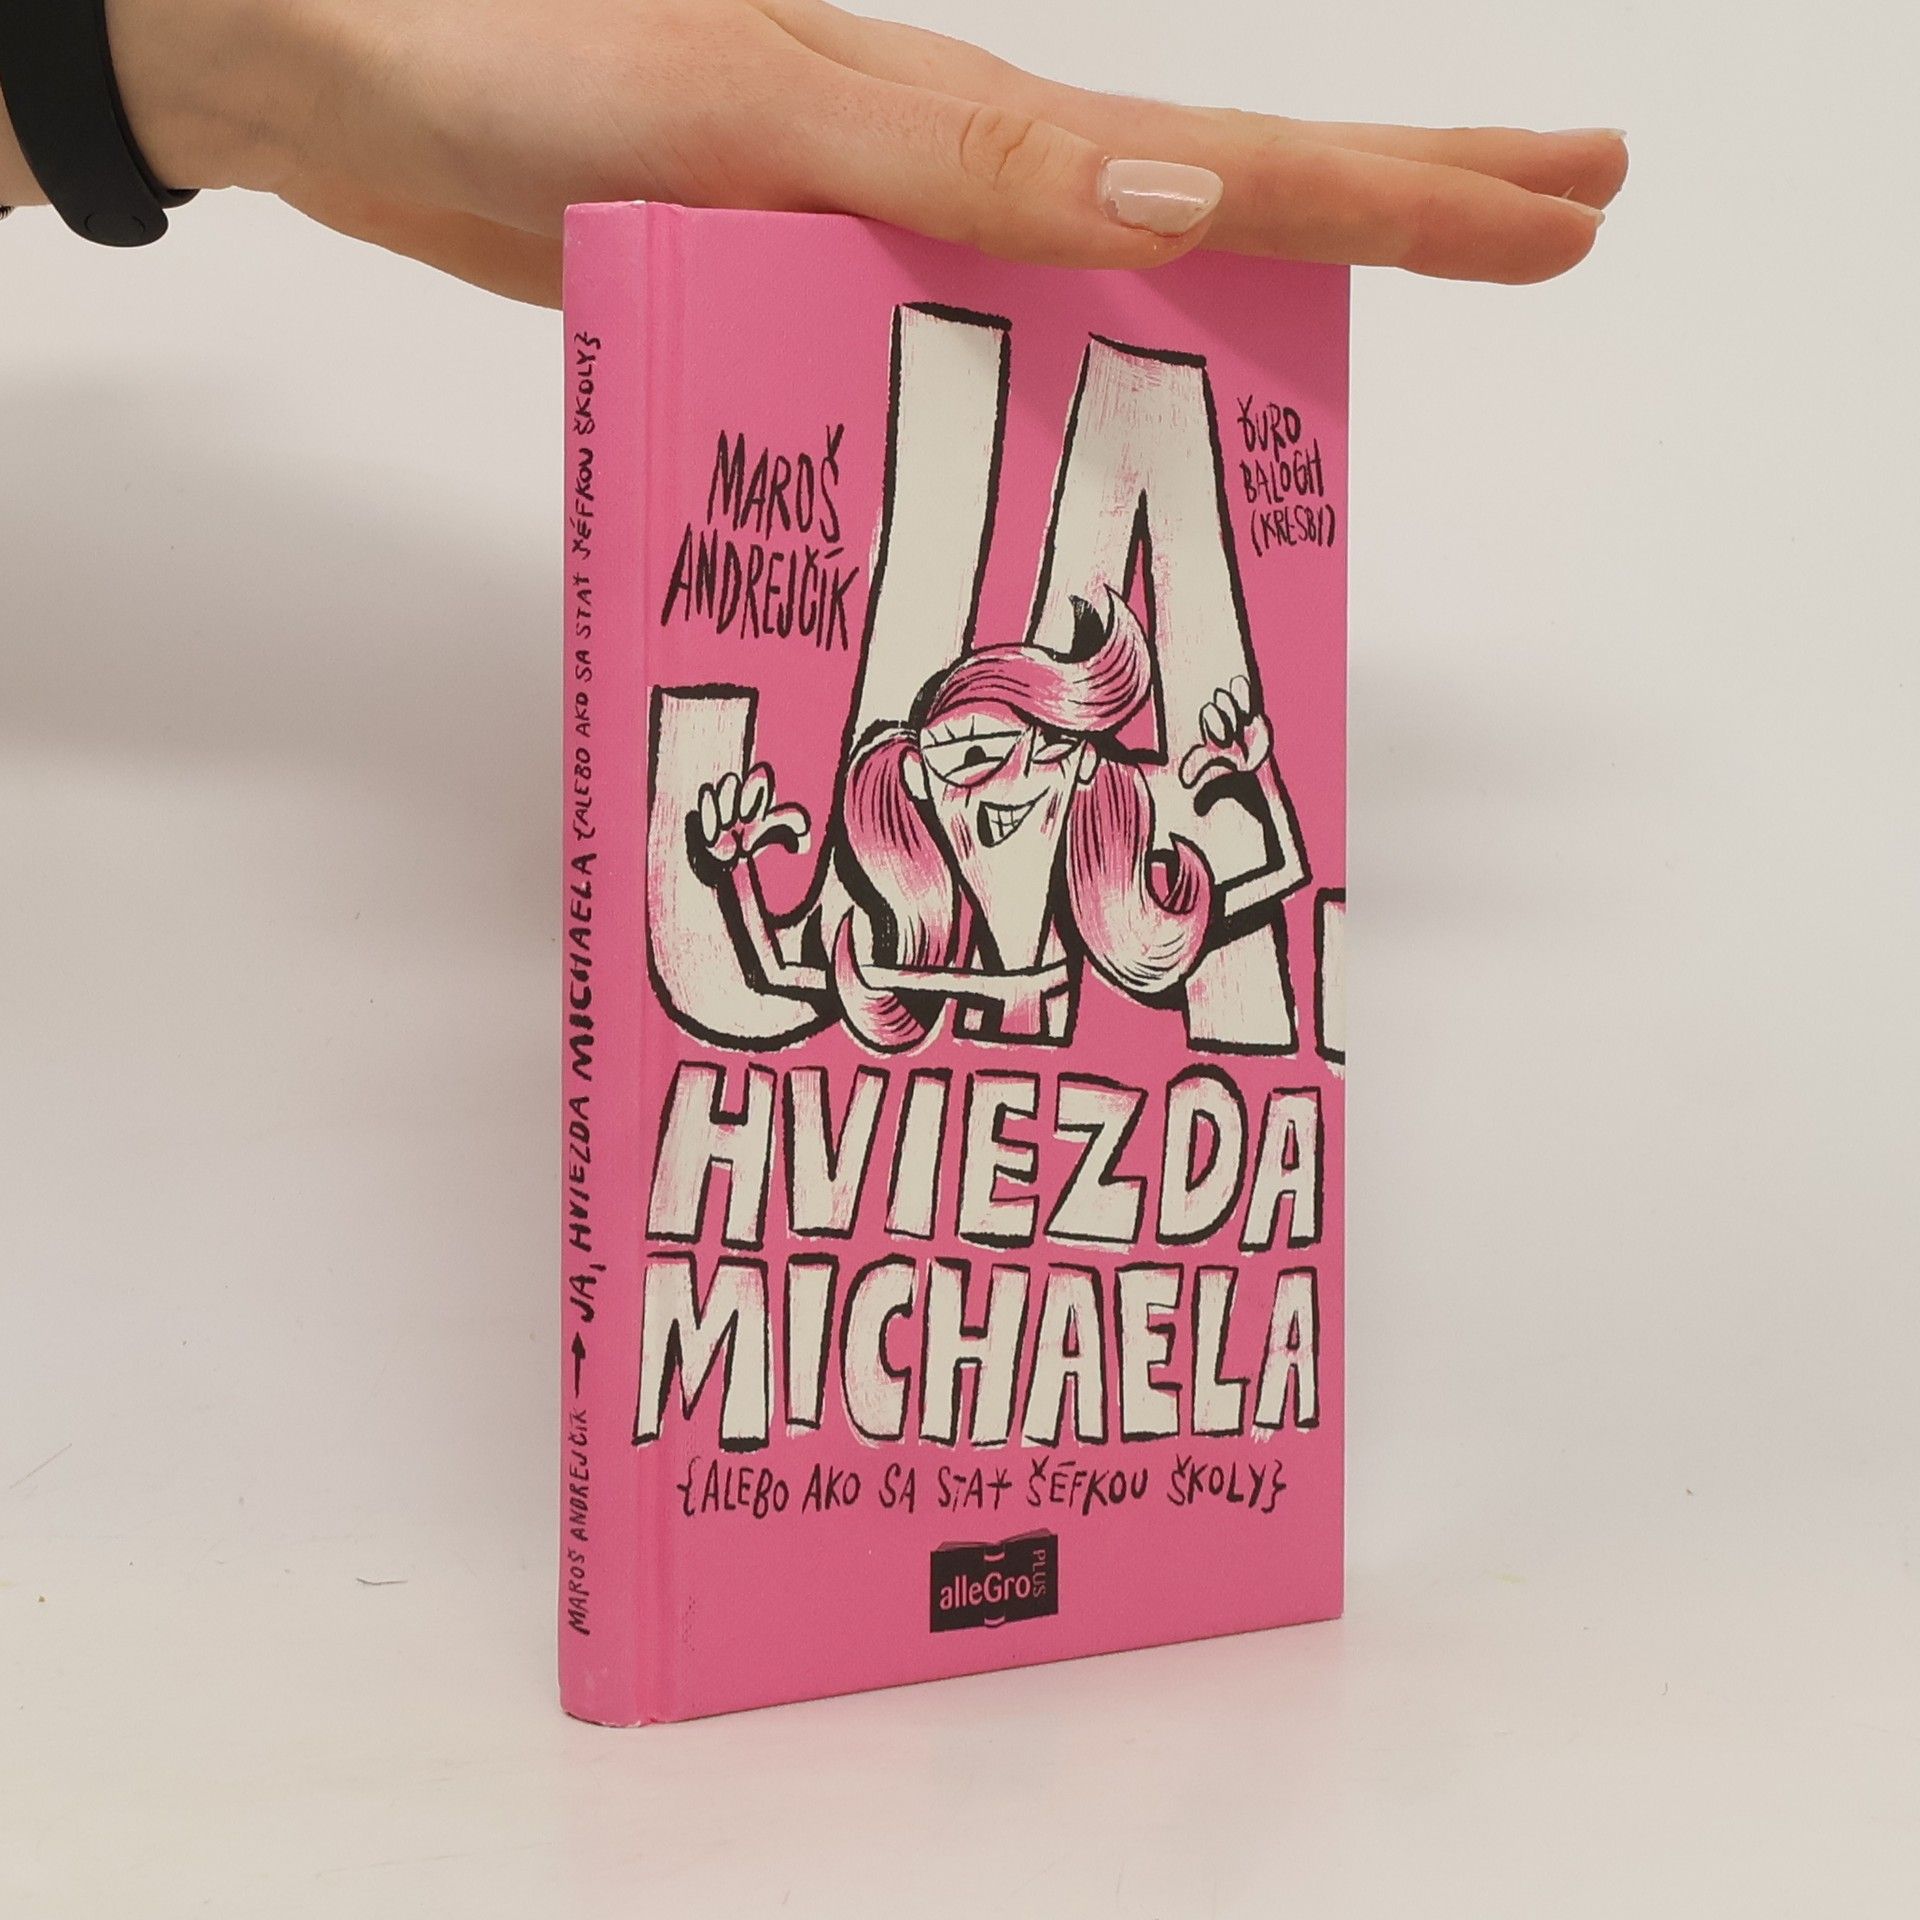 MAROŠ
ANDREJČÍK
ĎURO
BALOGH
(KRESBY)
JA,
HVIEZDA
MICHAELA
{ALEBO AKO SA STAŤ ŠÉFKOU ŠKOLY}
alleGro PLUS
MAROŠ ANDREJČÍK → JA, HVIEZDA MICHAELA {ALEBO AKO SA STAŤ ŠÉFKOU ŠKOLY}